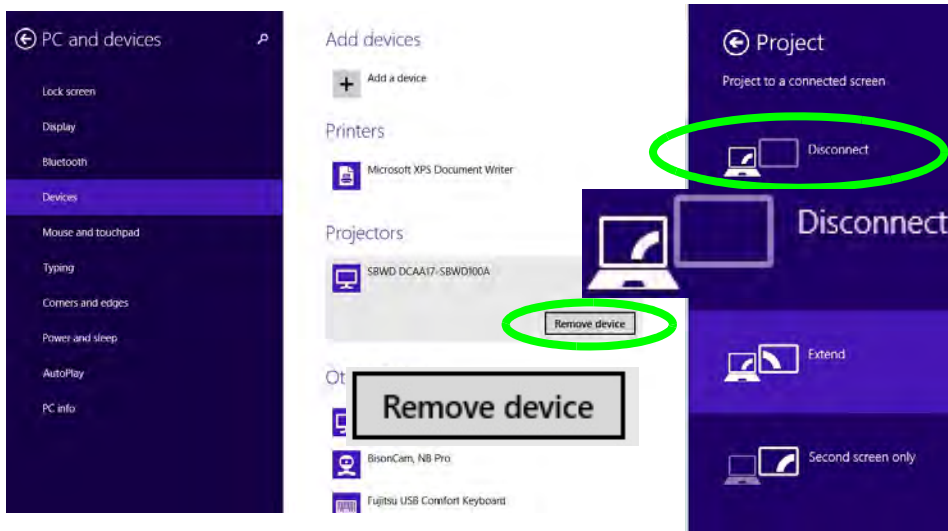 PC and devices
Lock screen
Display
Bluetooth
Devices
Mouse and touchpad
Typing
Corners and edges
Power and sleep
AutoPlay
PC info
Add devices
Add a device
Printers
Microsoft XPS Document Writer
Projectors
SBWD DCAA17-SBWD100A
Remove device
Ot
Remove device
BisonCam, NB Pro
Fujitsu USB Comfort Keyboard
Project
Project to a connected screen
Disconnect
Disconnect
Extend
Second screen only